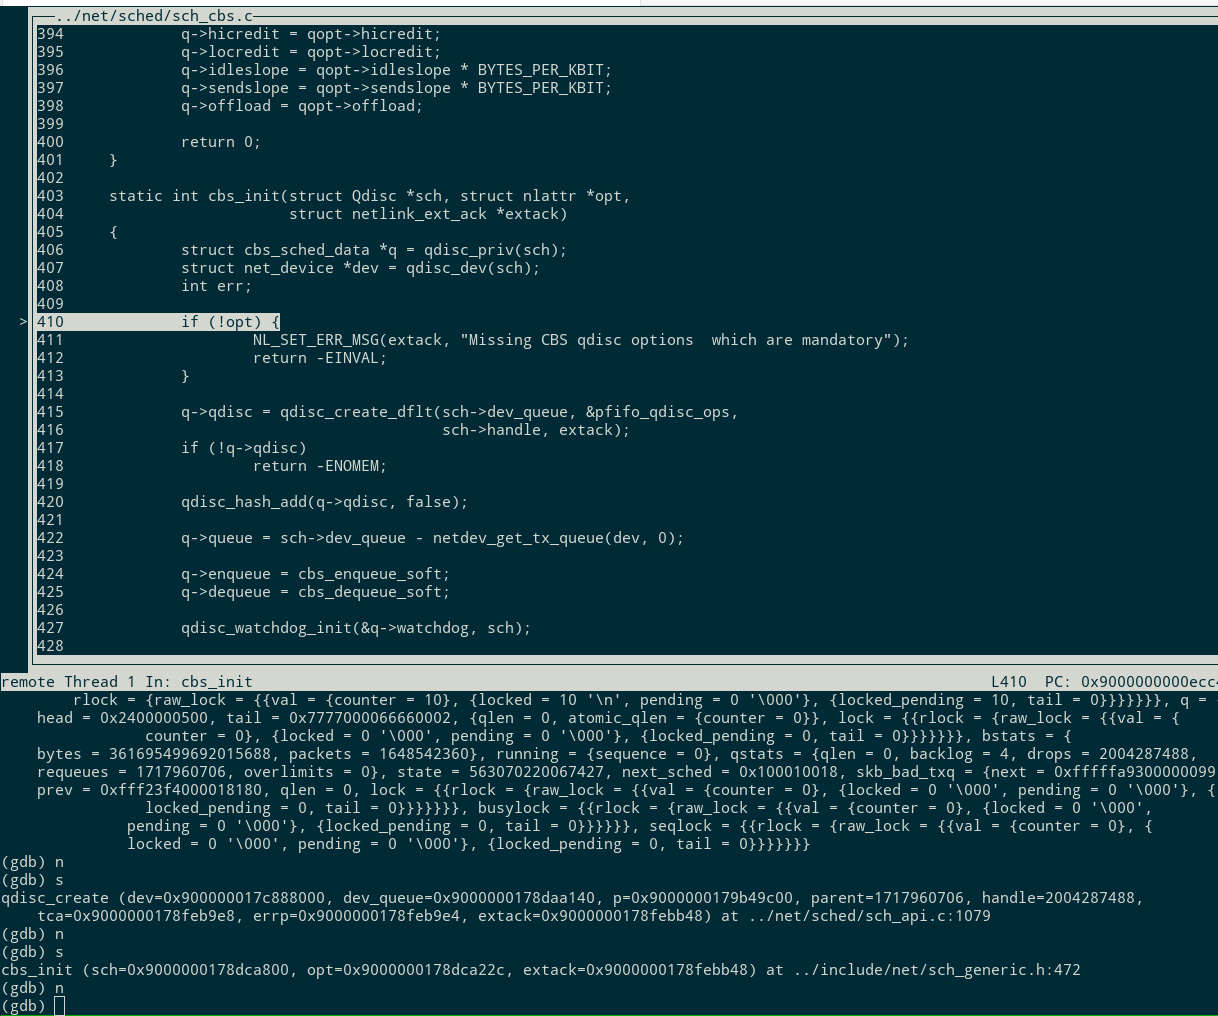 ../net/sched/sch_cbs.c
394 q->hicredit = qopt->hicredit;
395 q->locredit = qopt->locredit;
396 q->idleslope = qopt->idleslope * BYTES_PER_KBIT;
397 q->sendslope = qopt->sendslope * BYTES_PER_KBIT;
398 q->offload = qopt->offload;
399
400 return 0;
401 }
402
403 static int cbs_init(struct Qdisc *sch, struct nlattr *opt,
404 struct netlink_ext_ack *extack)
405 {
406 struct cbs_sched_data *q = qdisc_priv(sch);
407 struct net_device *dev = qdisc_dev(sch);
408 int err;
409
> 410 if (!opt) {
411 NL_SET_ERR_MSG(extack, "Missing CBS qdisc options  which are mandatory");
412 return -EINVAL;
413 }
414
415 q->qdisc = qdisc_create_dflt(sch->dev_queue, &pfifo_qdisc_ops,
416 sch->handle, extack);
417 if (!q->qdisc)
418 return -ENOMEM;
419
420 qdisc_hash_add(q->qdisc, false);
421
422 q->queue = sch->dev_queue - netdev_get_tx_queue(dev, 0);
423
424 q->enqueue = cbs_enqueue_soft;
425 q->dequeue = cbs_dequeue_soft;
426
427 qdisc_watchdog_init(&q->watchdog, sch);
428
remote Thread 1 In: cbs_init L410 PC: 0x9000000000ecc
rlock = {raw_lock = {{val = {counter = 10}, {locked = 10 '\n', pending = 0 '\000'}, {locked_pending = 10, tail = 0}}}}}}}, q =
head = 0x2400000500, tail = 0x7777000066660002, {qlen = 0, atomic_qlen = {counter = 0}}, lock = {{rlock = {raw_lock = {{val = {
counter = 0}, {locked = 0 '\000', pending = 0 '\000'}, {locked_pending = 0, tail = 0}}}}}}}, bstats = {
bytes = 3616954996920​15688, packets = 1648542360}, running = {sequence = 0}, qstats = {qlen = 0, backlog = 4, drops = 2004287488,
requeues = 1717960706, overlimits = 0}, state = 563070220067427, next_sched = 0x100010018, skb_bad_txq = {next = 0xfffffa9300000099
prev = 0xfff23f4000018180, qlen = 0, lock = {{rlock = {raw_lock = {{val = {counter = 0}, {locked = 0 '\000', pending = 0 '\000'}, {
locked_pending = 0, tail = 0}}}}}}}, busylock = {{rlock = {raw_lock = {{val = {counter = 0}, {locked = 0 '\000',
pending = 0 '\000'}, {locked_pending = 0, tail = 0}}}}}}, seqlock = {{rlock = {raw_lock = {{val = {counter = 0}, {
locked = 0 '\000', pending = 0 '\000'}, {locked_pending = 0, tail = 0}}}}}}}
(gdb) n
(gdb) s
qdisc_create (dev=0x900000017c888000, dev_queue=0x9000000178daa140, p=0x9000000179b49c00, parent=1717960706, handle=2004287488,
tca=0x9000000178feb9e8, errp=0x9000000178feb9e4, extack=0x9000000178febb48) at ../net/sched/sch_api.c:1079
(gdb) n
(gdb) s
cbs_init (sch=0x9000000178dca800, opt=0x9000000178dca22c, extack=0x9000000178febb48) at ../include/net/sch_generic.h:472
(gdb) n
(gdb)